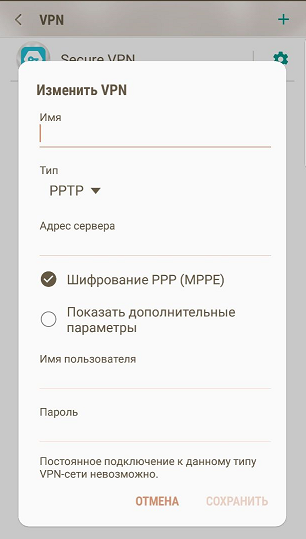 VPN
Secure VPN
Изменить VPN
Имя
Тип
PPTP
Адрес сервера
Шифрование PPP (MPPE)
Показать дополнительные
параметры
Имя пользователя
Пароль
Постоянное подключение к данному типу
VPN-сети невозможно.
ОТМЕНА СОХРАНИТЬ